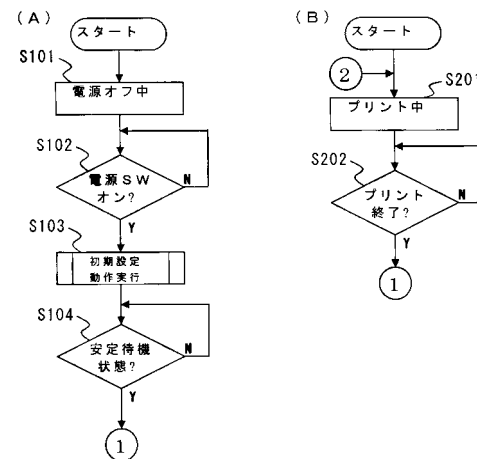 (A)
スタート
S101
電源オフ中
S102
電源SW
オン?
N
Y
S103
初期設定
動作実行
S104
安定待機
状態?
N
Y
1
(B)
スタート
2
S201
プリント中
S202
プリント
終了?
N
Y
1